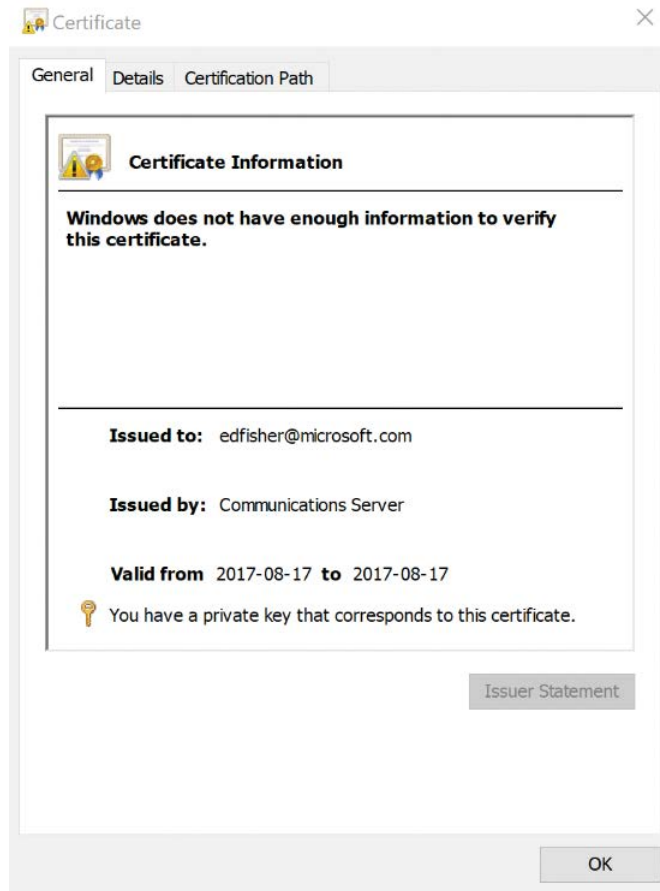 Certificate
General Details Certification Path
Certificate Information
Windows does not have enough information to verify
this certificate.
Issued to: edfisher@microsoft.com
Issued by: Communications Server
Valid from 2017-08-17 to 2017-08-17
You have a private key that corresponds to this certificate.
Issuer Statement
OK